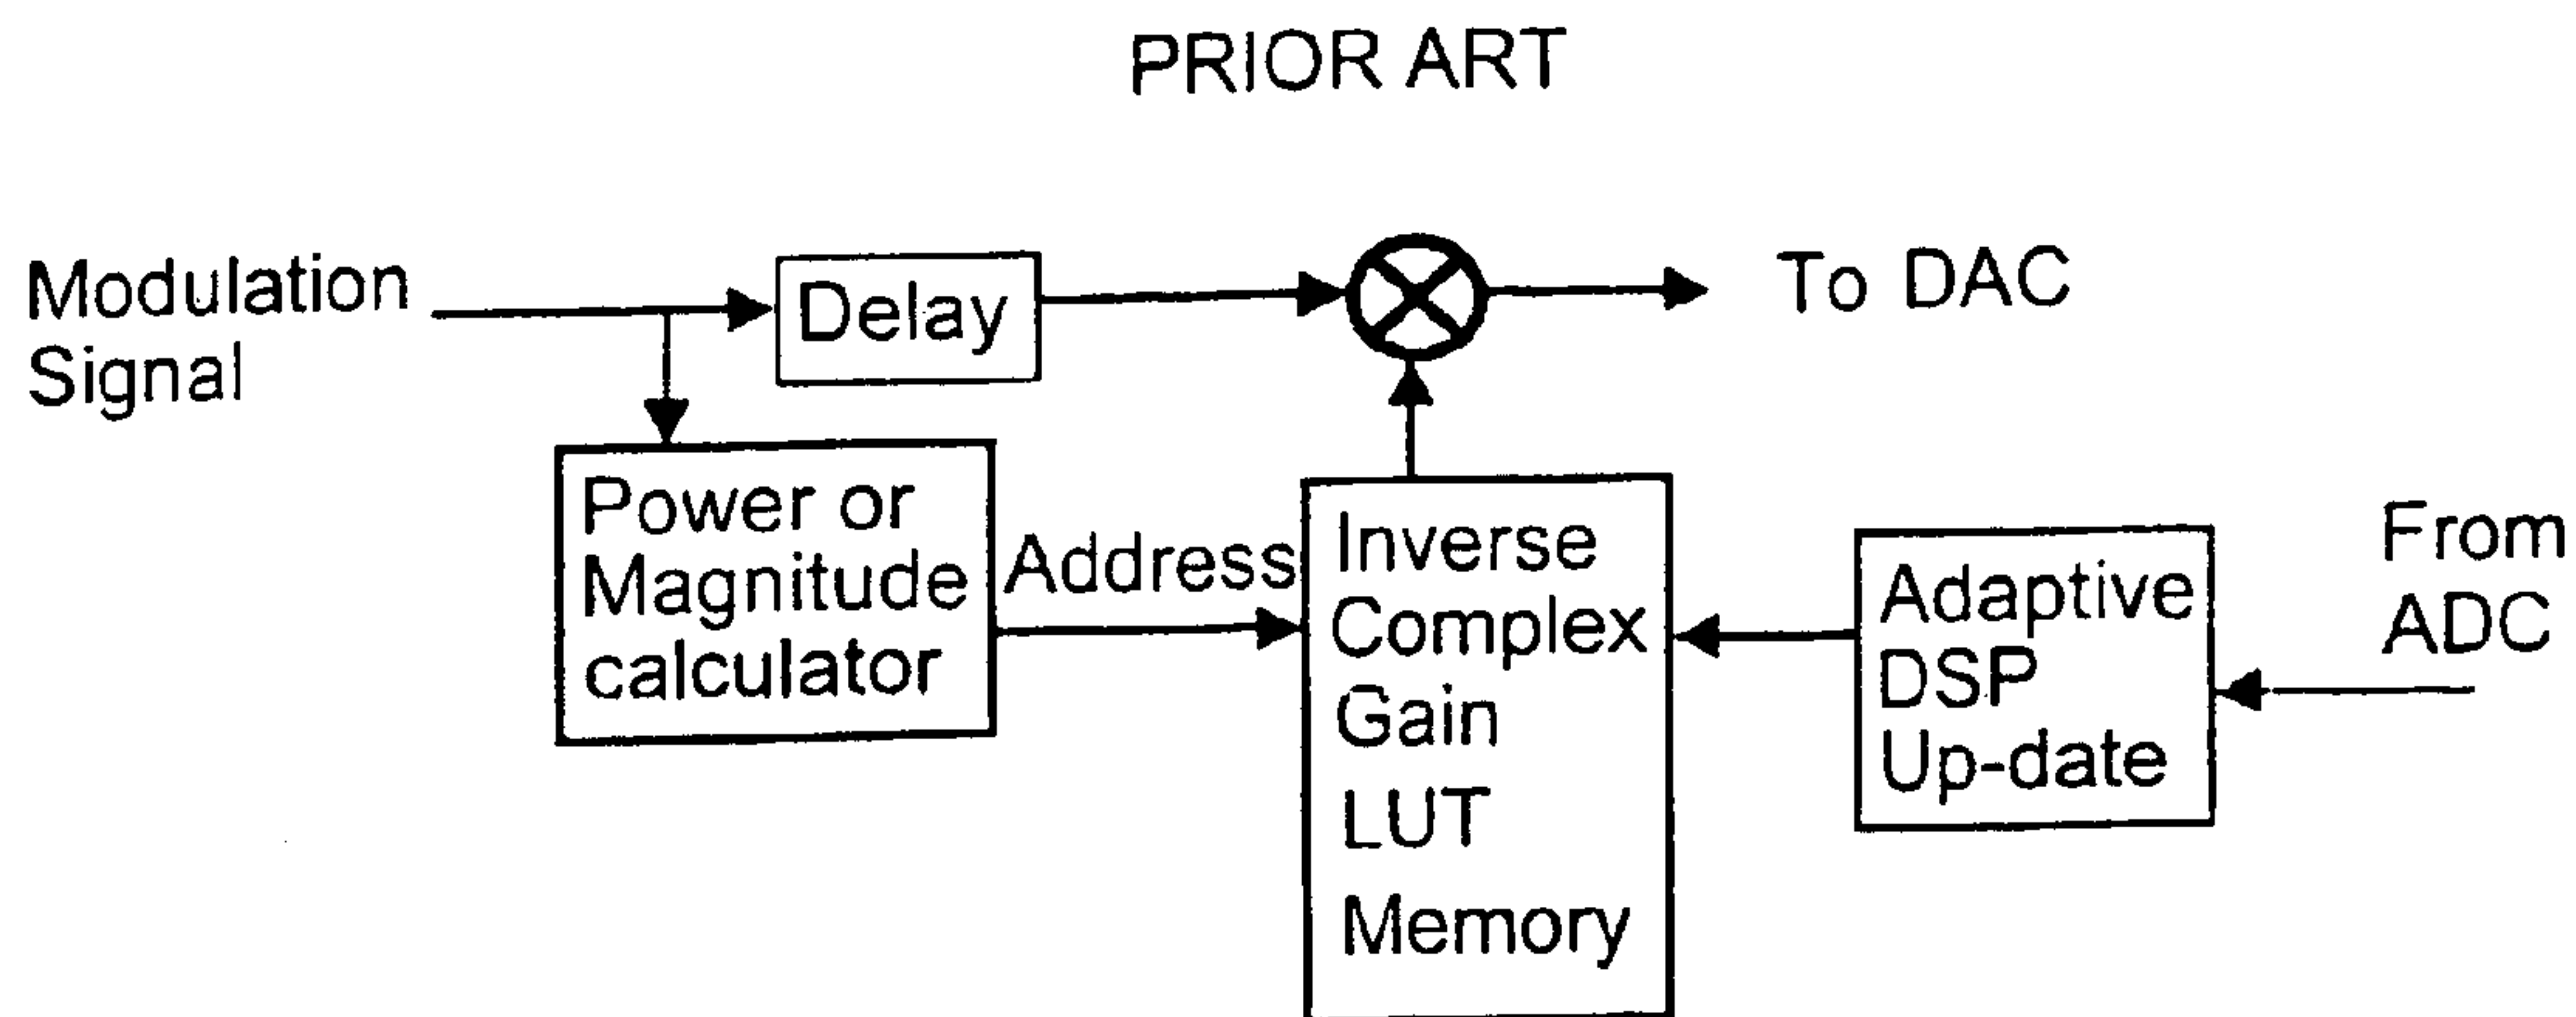 PRIOR ART
Modulation
Signal
Delay
To DAC
Power or
Magnitude
calculator
Address
Inverse
Complex
Gain
LUT
Memory
Adaptive
DSP
Up-date
From
ADC